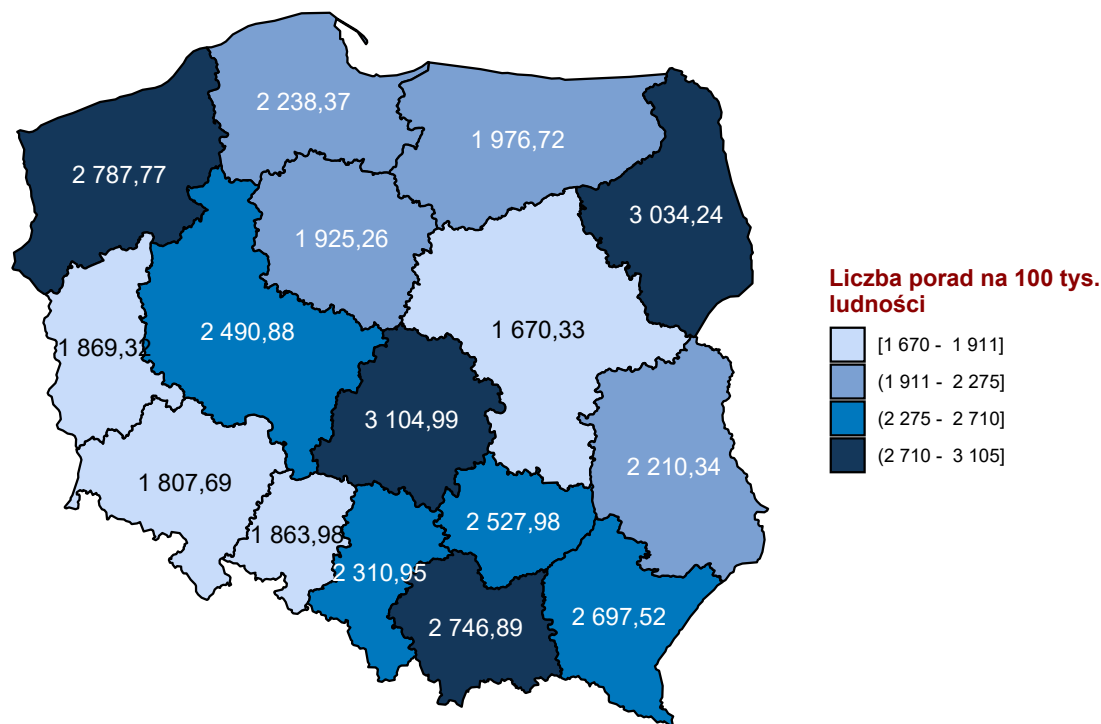 2 238,37
1 976,72
2 787,77
3 034,24
1 925,26
2 490,88
1 670,33
1 869,32
3 104,99
2 210,34
1 807,69
2 527,98
1 863,98
2 310,95
2 697,52
2 746,89
Liczba porad na 100 tys.
ludności
[1 670 - 1 911]
(1 911 - 2 275]
(2 275 - 2 710]
(2 710 - 3 105]